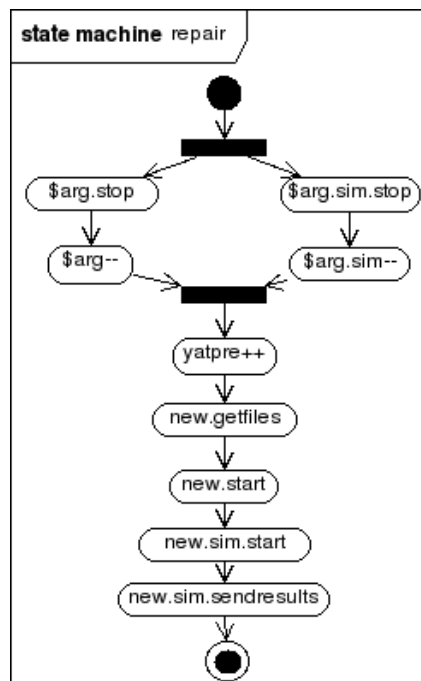 state machine repair
$arg.stop
$arg.sim.stop
$arg--
$arg.sim--
yatpre++
new.getfiles
new.start
new.sim.start
new.sim.sendresults